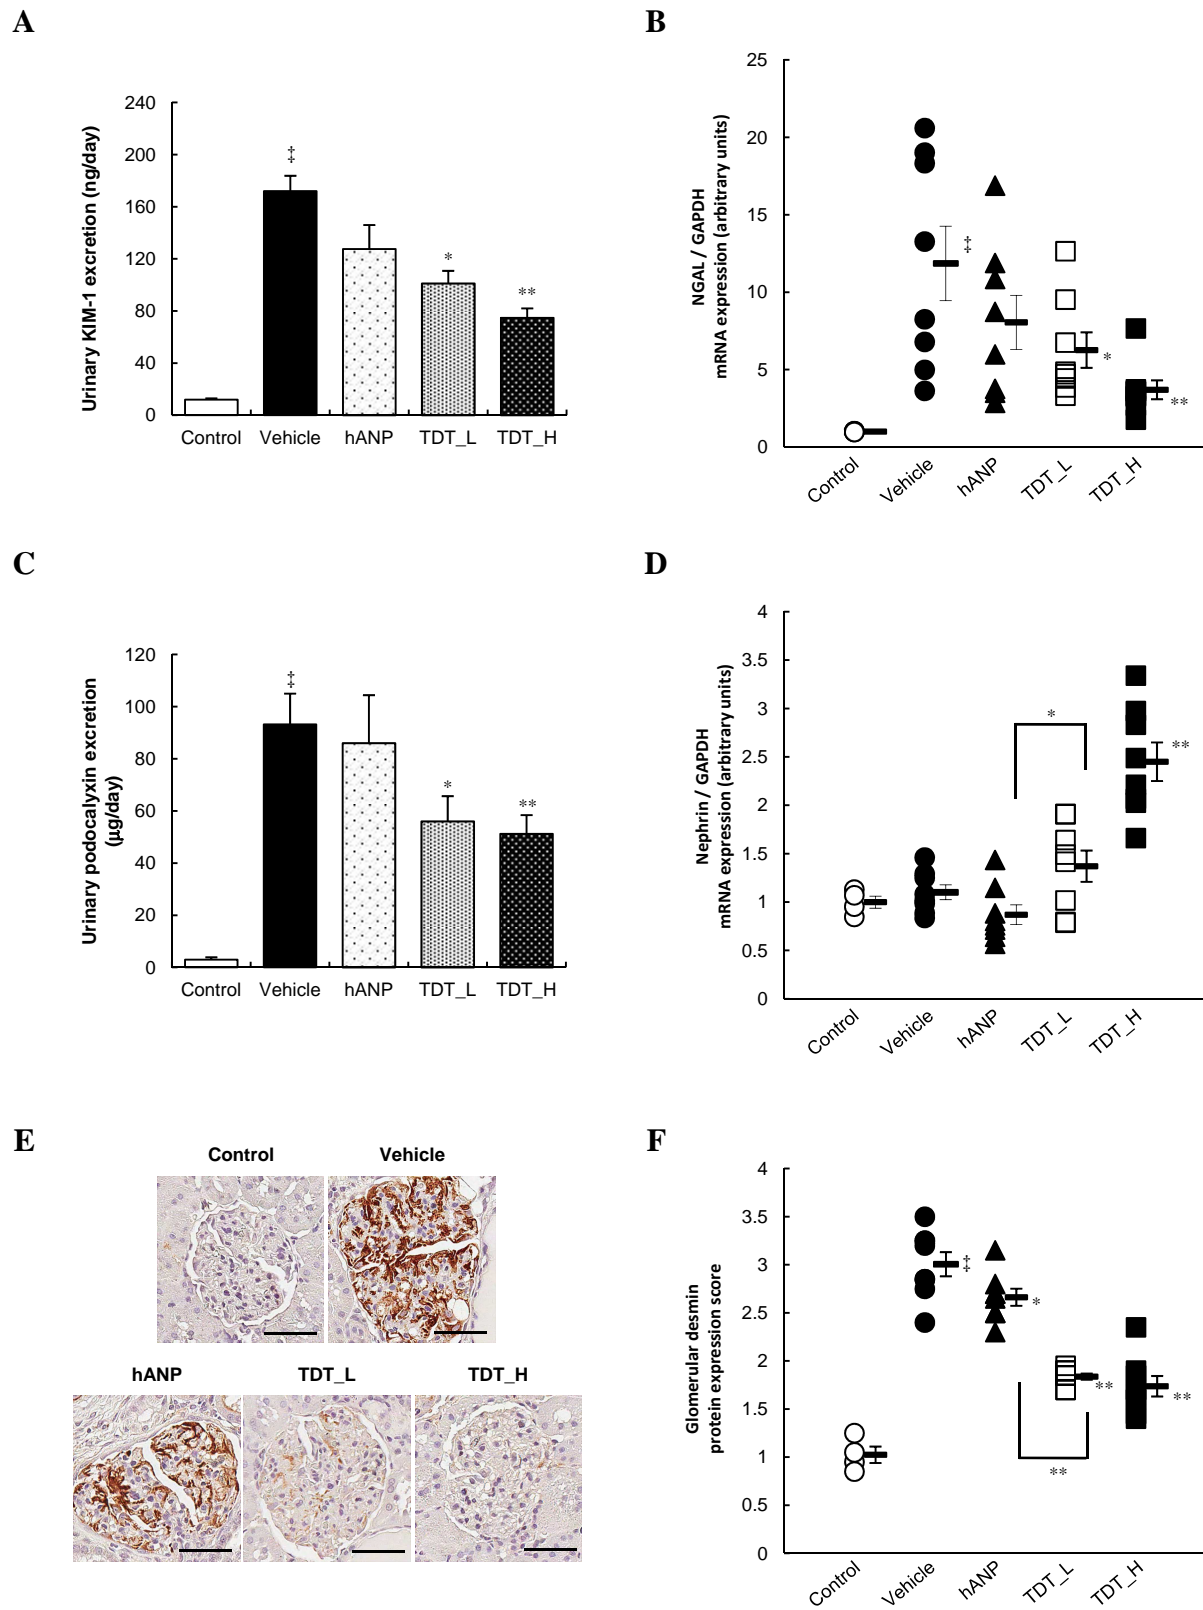 A
Urinary KIM-1 excretion (ng/day)
240
200
160
120
80
40
0
‡
*
**
Control Vehicle hANP TDT_L TDT_H
B
NGAL / GAPDH
mRNA expression (arbitrary units)
25
20
15
10
5
0
‡
*
**
Control Vehicle hANP TDT_L TDT_H
C
Urinary podocalyxin excretion
(µg/day)
120
100
80
60
40
20
0
‡
*
**
Control Vehicle hANP TDT_L TDT_H
D
Nephrin / GAPDH
mRNA expression (arbitrary units)
4
3.5
3
2.5
2
1.5
1
0.5
0
*
**
Control Vehicle hANP TDT_L TDT_H
E
Control Vehicle
hANP TDT_L TDT_H
F
Glomerular desmin
protein expression score
4
3.5
3
2.5
2
1.5
1
0.5
0
‡
*
**
**
**
Control Vehicle hANP TDT_L TDT_H